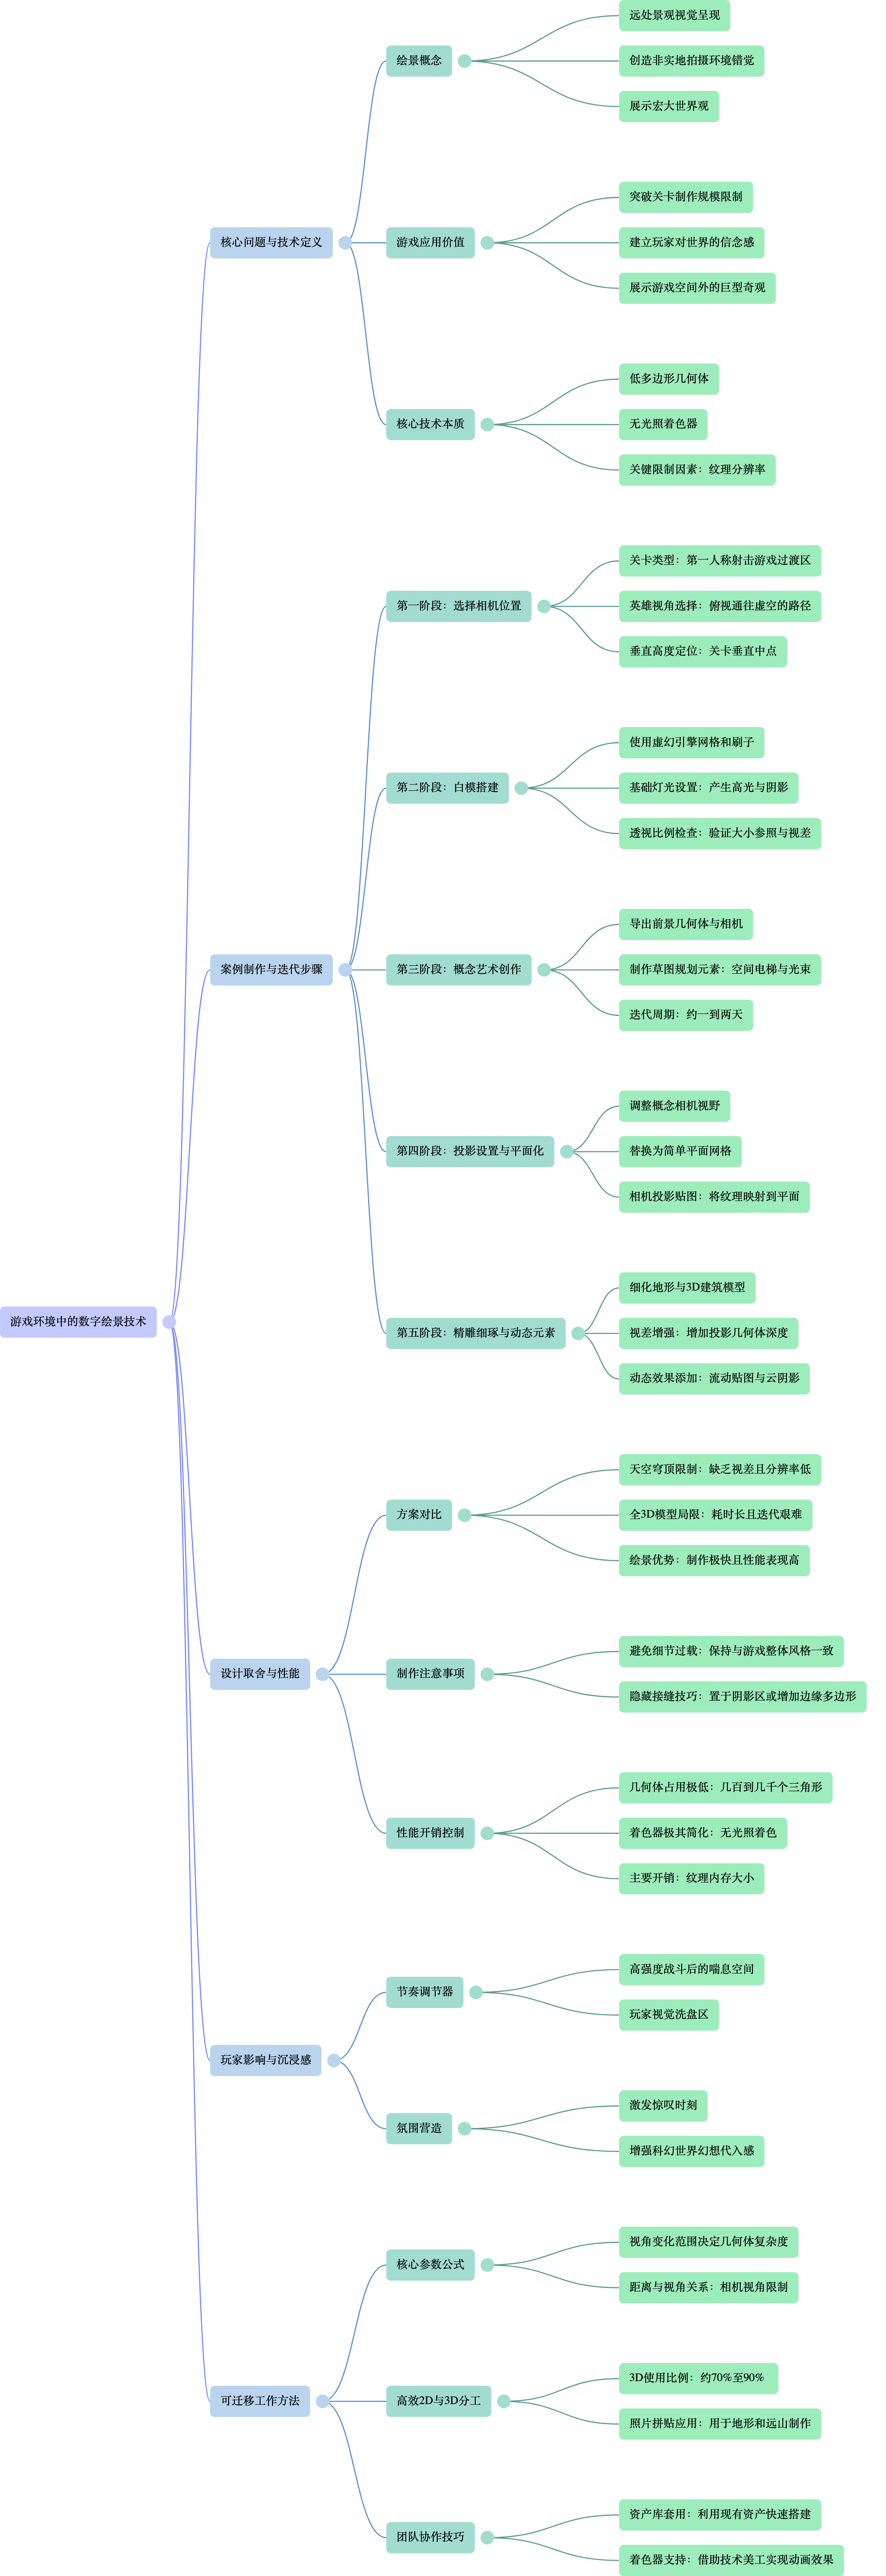 游戏环境中的数字绘景技术
核心问题与技术定义
绘景概念
远处景观视觉呈现
创造非实地拍摄环境错觉
展示宏大世界观
游戏应用价值
突破关卡制作规模限制
建立玩家对世界的信念感
展示游戏空间外的巨型奇观
核心技术本质
低多边形几何体
无光照着色器
关键限制因素：纹理分辨率
案例制作与迭代步骤
第一阶段：选择相机位置
关卡类型：第一人称射击游戏过渡区
英雄视角选择：俯视通往虚空的路径
垂直高度定位：关卡垂直中点
第二阶段：白模搭建
使用虚幻引擎网格和刷子
基础灯光设置：产生高光与阴影
透视比例检查：验证大小参照与视差
第三阶段：概念艺术创作
导出前景几何体与相机
制作草图规划元素：空间电梯与光束
迭代周期：约一到两天
第四阶段：投影设置与平面化
调整概念相机视野
替换为简单平面网格
相机投影贴图：将纹理映射到平面
第五阶段：精雕细琢与动态元素
细化地形与3D建筑模型
视差增强：增加投影几何体深度
动态效果添加：流动贴图与云阴影
设计取舍与性能
方案对比
天空穹顶限制：缺乏视差且分辨率低
全3D模型局限：耗时长且迭代艰难
绘景优势：制作极快且性能表现高
制作注意事项
避免细节过载：保持与游戏整体风格一致
隐藏接缝技巧：置于阴影区或增加边缘多边形
性能开销控制
几何体占用极低：几百到几千个三角形
着色器极其简化：无光照着色
主要开销：纹理内存大小
玩家影响与沉浸感
节奏调节器
高强度战斗后的喘息空间
玩家视觉洗盘区
氛围营造
激发惊叹时刻
增强科幻世界幻想代入感
可迁移工作方法
核心参数公式
视角变化范围决定几何体复杂度
距离与视角关系：相机视角限制
高效2D与3D分工
3D使用比例：约70%至90%
照片拼贴应用：用于地形和远山制作
团队协作技巧
资产库套用：利用现有资产快速搭建
着色器支持：借助技术美工实现动画效果